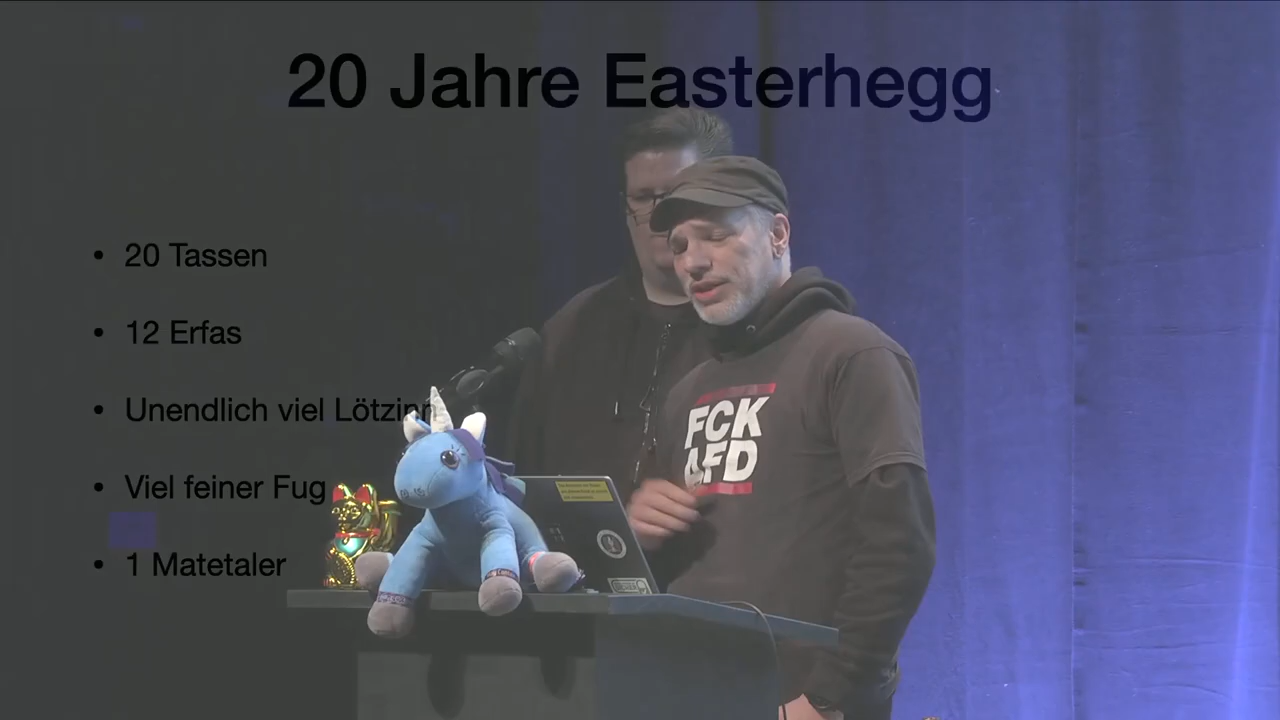 20 Jahre Easterhegg
• 20 Tassen
• 12 Erfas
• Unendlich viel Lötzinn
• Viel feiner Fug
• 1 Matetaler
FCK
AFD